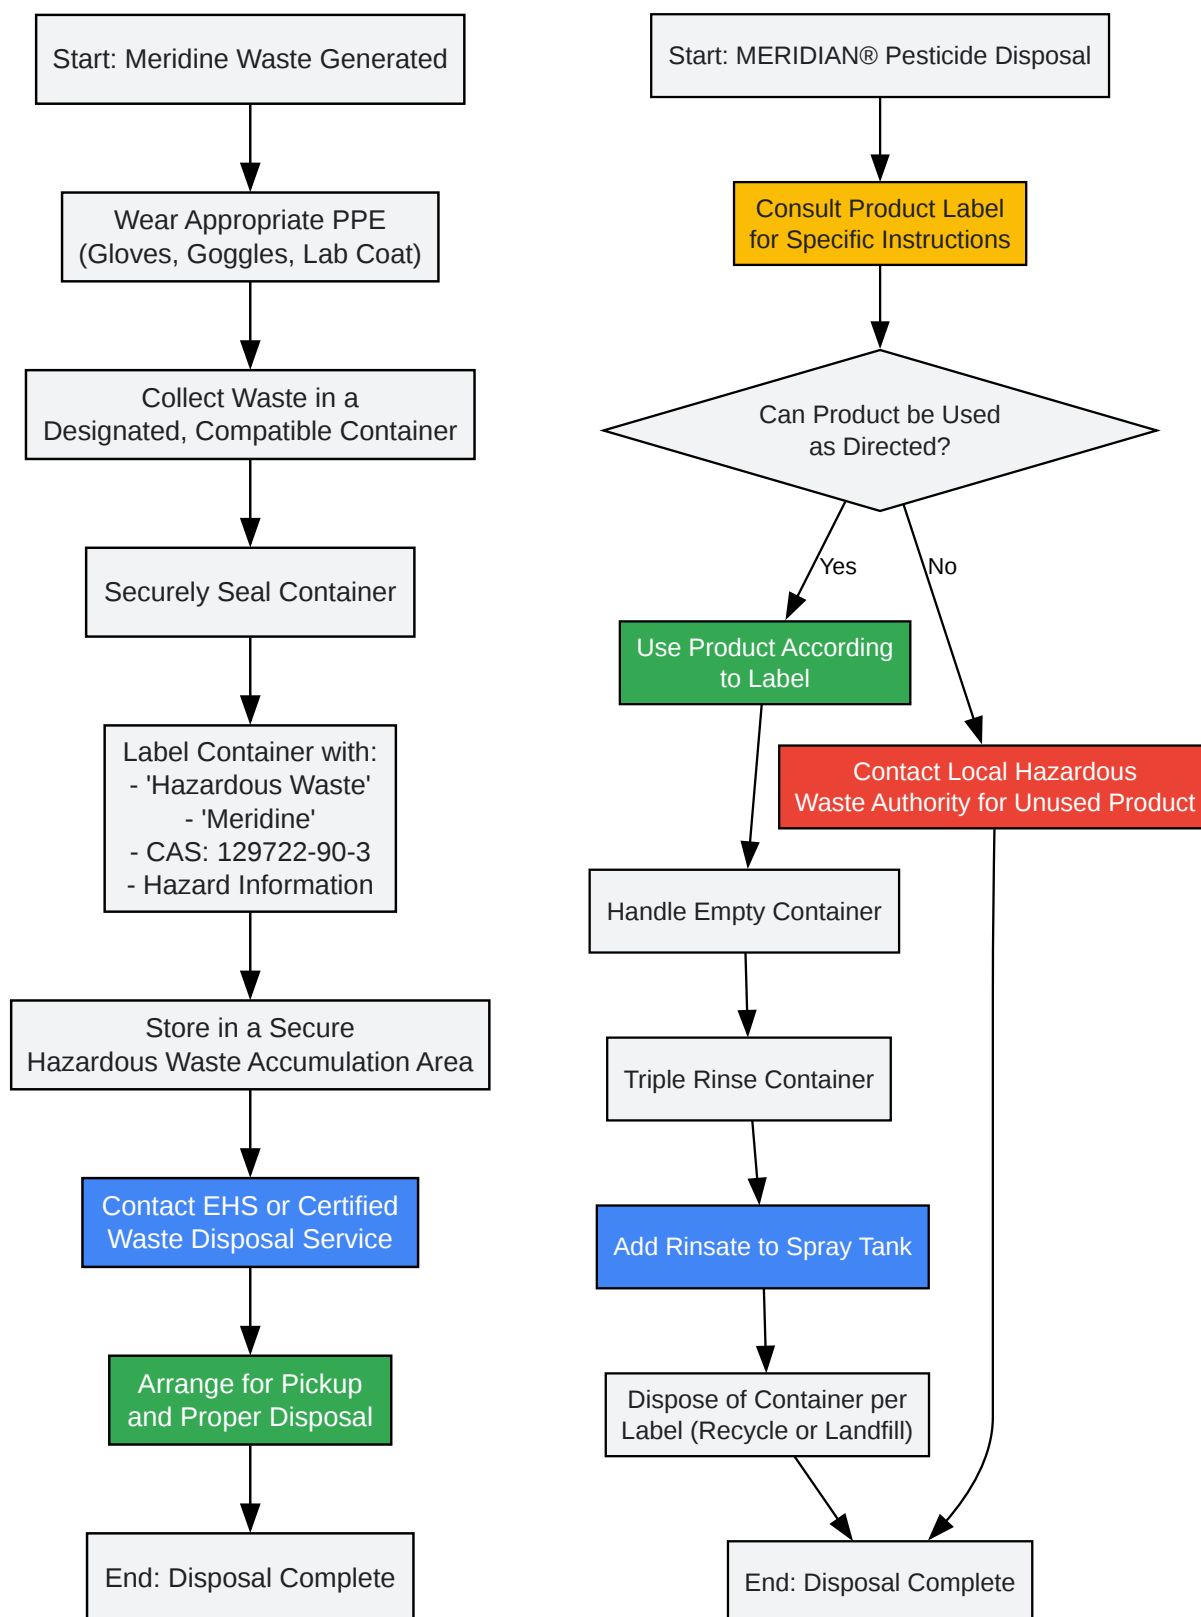 Start: Meridine Waste Generated
Wear Appropriate PPE
(Gloves, Goggles, Lab Coat)
Collect Waste in a
Designated, Compatible Container
Securely Seal Container
Label Container with:
- 'Hazardous Waste'
- 'Meridine'
- CAS: 129722-90-3
- Hazard Information
Store in a Secure
Hazardous Waste Accumulation Area
Contact EHS or Certified
Waste Disposal Service
Arrange for Pickup
and Proper Disposal
End: Disposal Complete
Start: MERIDIAN® Pesticide Disposal
Consult Product Label
for Specific Instructions
Can Product be Used
as Directed?
Yes
No
Use Product According
to Label
Contact Local Hazardous
Waste Authority for Unused Product
Handle Empty Container
Triple Rinse Container
Add Rinsate to Spray Tank
Dispose of Container per
Label (Recycle or Landfill)
End: Disposal Complete